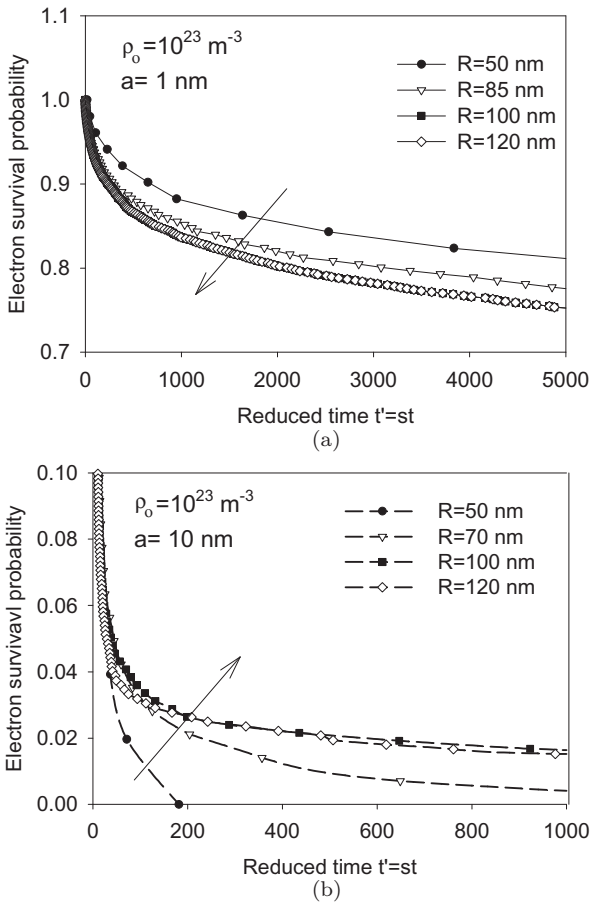 1.1
ρo=10^23 m^-3
a= 1 nm
R=50 nm
R=85 nm
R=100 nm
R=120 nm
1.0
0.9
0.8
0.7
Electron survival probability
0 1000 2000 3000 4000 5000
Reduced time t'=st
(a)
0.10
ρo=10^23 m^-3
a= 10 nm
R=50 nm
R=70 nm
R=100 nm
R=120 nm
0.08
0.06
0.04
0.02
0.00
Electron survivavl probability
0 200 400 600 800 1000
Reduced time t'=st
(b)